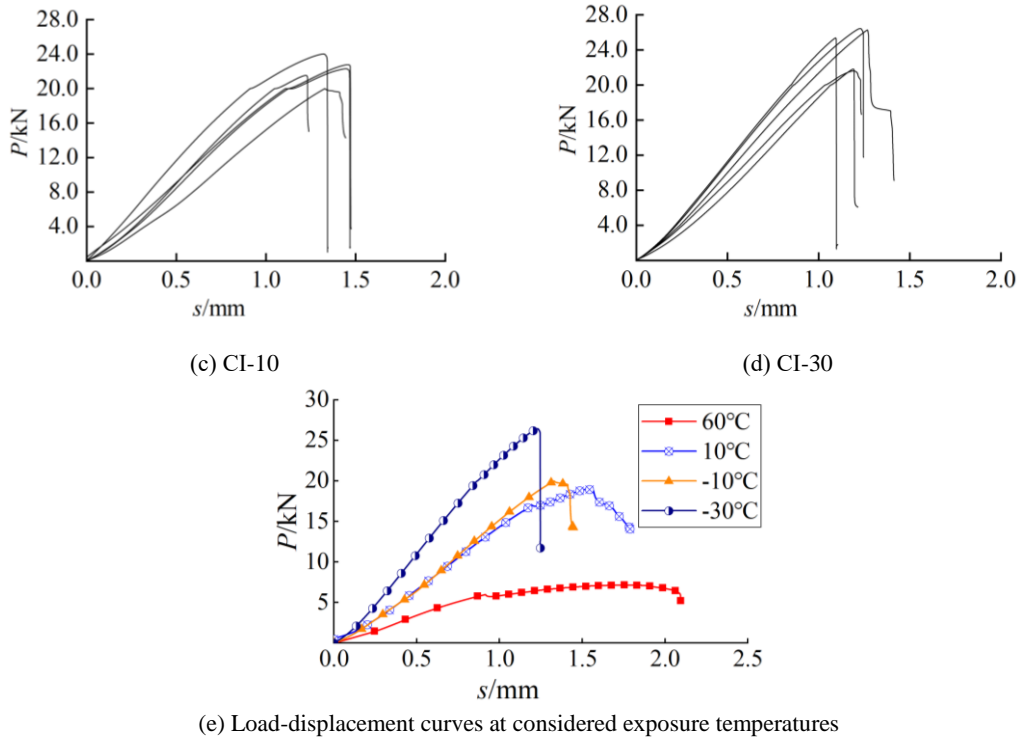 28.0
24.0
20.0
16.0
12.0
8.0
4.0
P/kN
0.0 0.5 1.0 1.5 2.0
s/mm
(c) CI-10
28.0
24.0
20.0
16.0
12.0
8.0
4.0
P/kN
0.0 0.5 1.0 1.5 2.0
s/mm
(d) CI-30
30
25
20
15
10
5
P/kN
0.0 0.5 1.0 1.5 2.0 2.5
s/mm
60°C
10°C
-10°C
-30°C
(e) Load-displacement curves at considered exposure temperatures